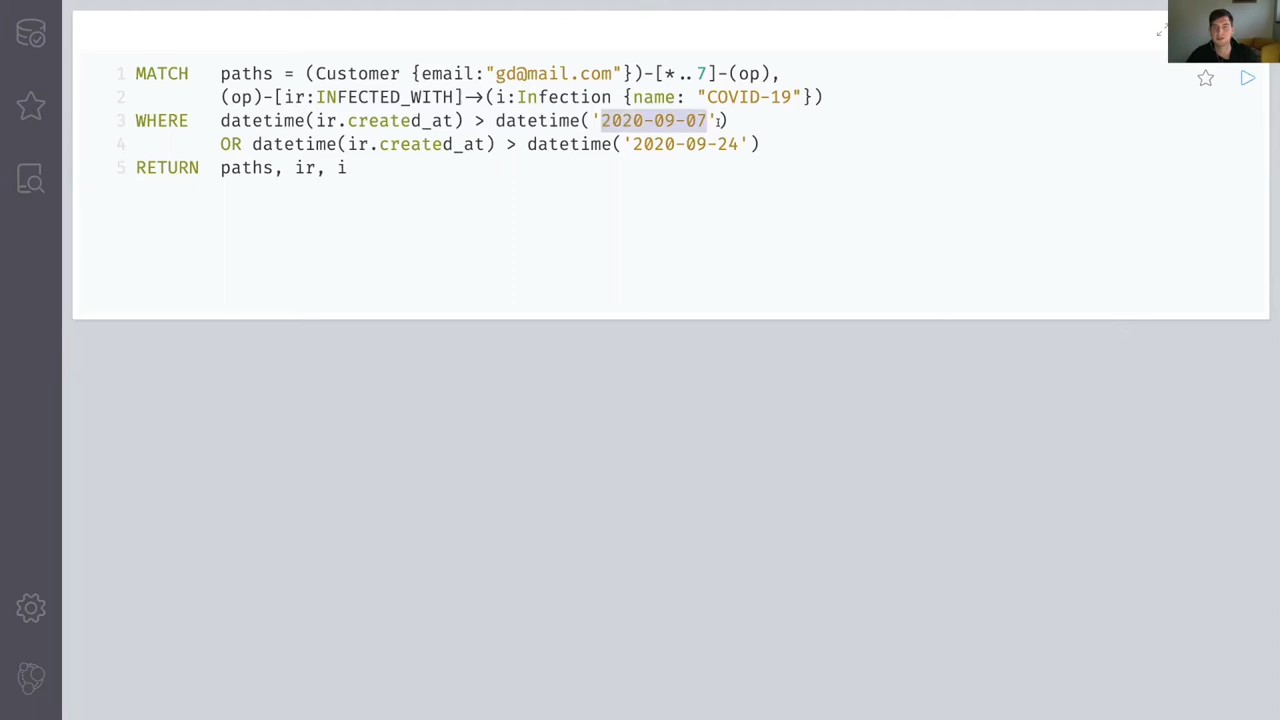 1 MATCH paths = (Customer {email:"gd@mail.com"})-[*..7]-(op),
2 (op)-[ir:INFECTED_WITH]->(i:Infection {name: "COVID-19"})
3 WHERE datetime(ir.created_at) > datetime('2020-09-07')
4 OR datetime(ir.created_at) > datetime('2020-09-24')
5 RETURN paths, ir, i